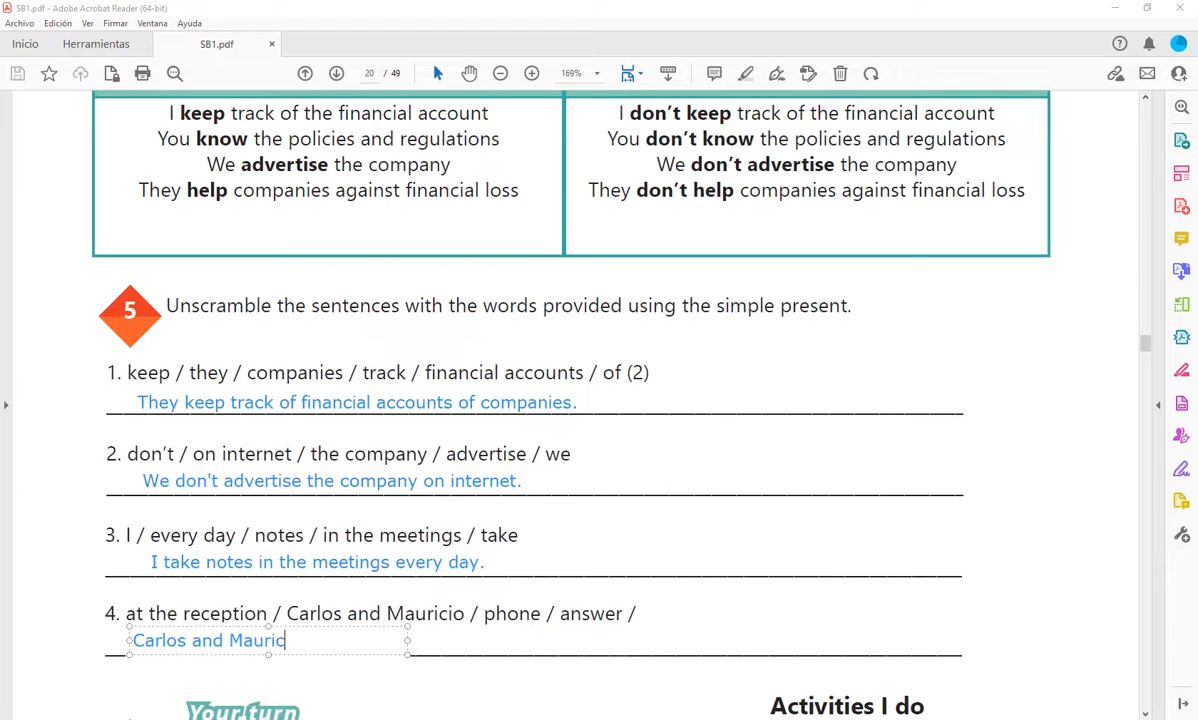 SB1.pdf - Adobe Acrobat Reader (64-bit)
Archivo Edición Ver Firmar Ventana Ayuda
Inicio Herramientas SB1.pdf ×
20 / 49 169%
I keep track of the financial account
You know the policies and regulations
We advertise the company
They help companies against financial loss
I don't keep track of the financial account
You don't know the policies and regulations
We don't advertise the company
They don't help companies against financial loss
5 Unscramble the sentences with the words provided using the simple present.
1. keep / they / companies / track / financial accounts / of (2)
They keep track of financial accounts of companies.
2. don't / on internet / the company / advertise / we
We don't advertise the company on internet.
3. I / every day / notes / in the meetings / take
I take notes in the meetings every day.
4. at the reception / Carlos and Mauricio / phone / answer /
Carlos and Mauric
Your turn
Activities I do